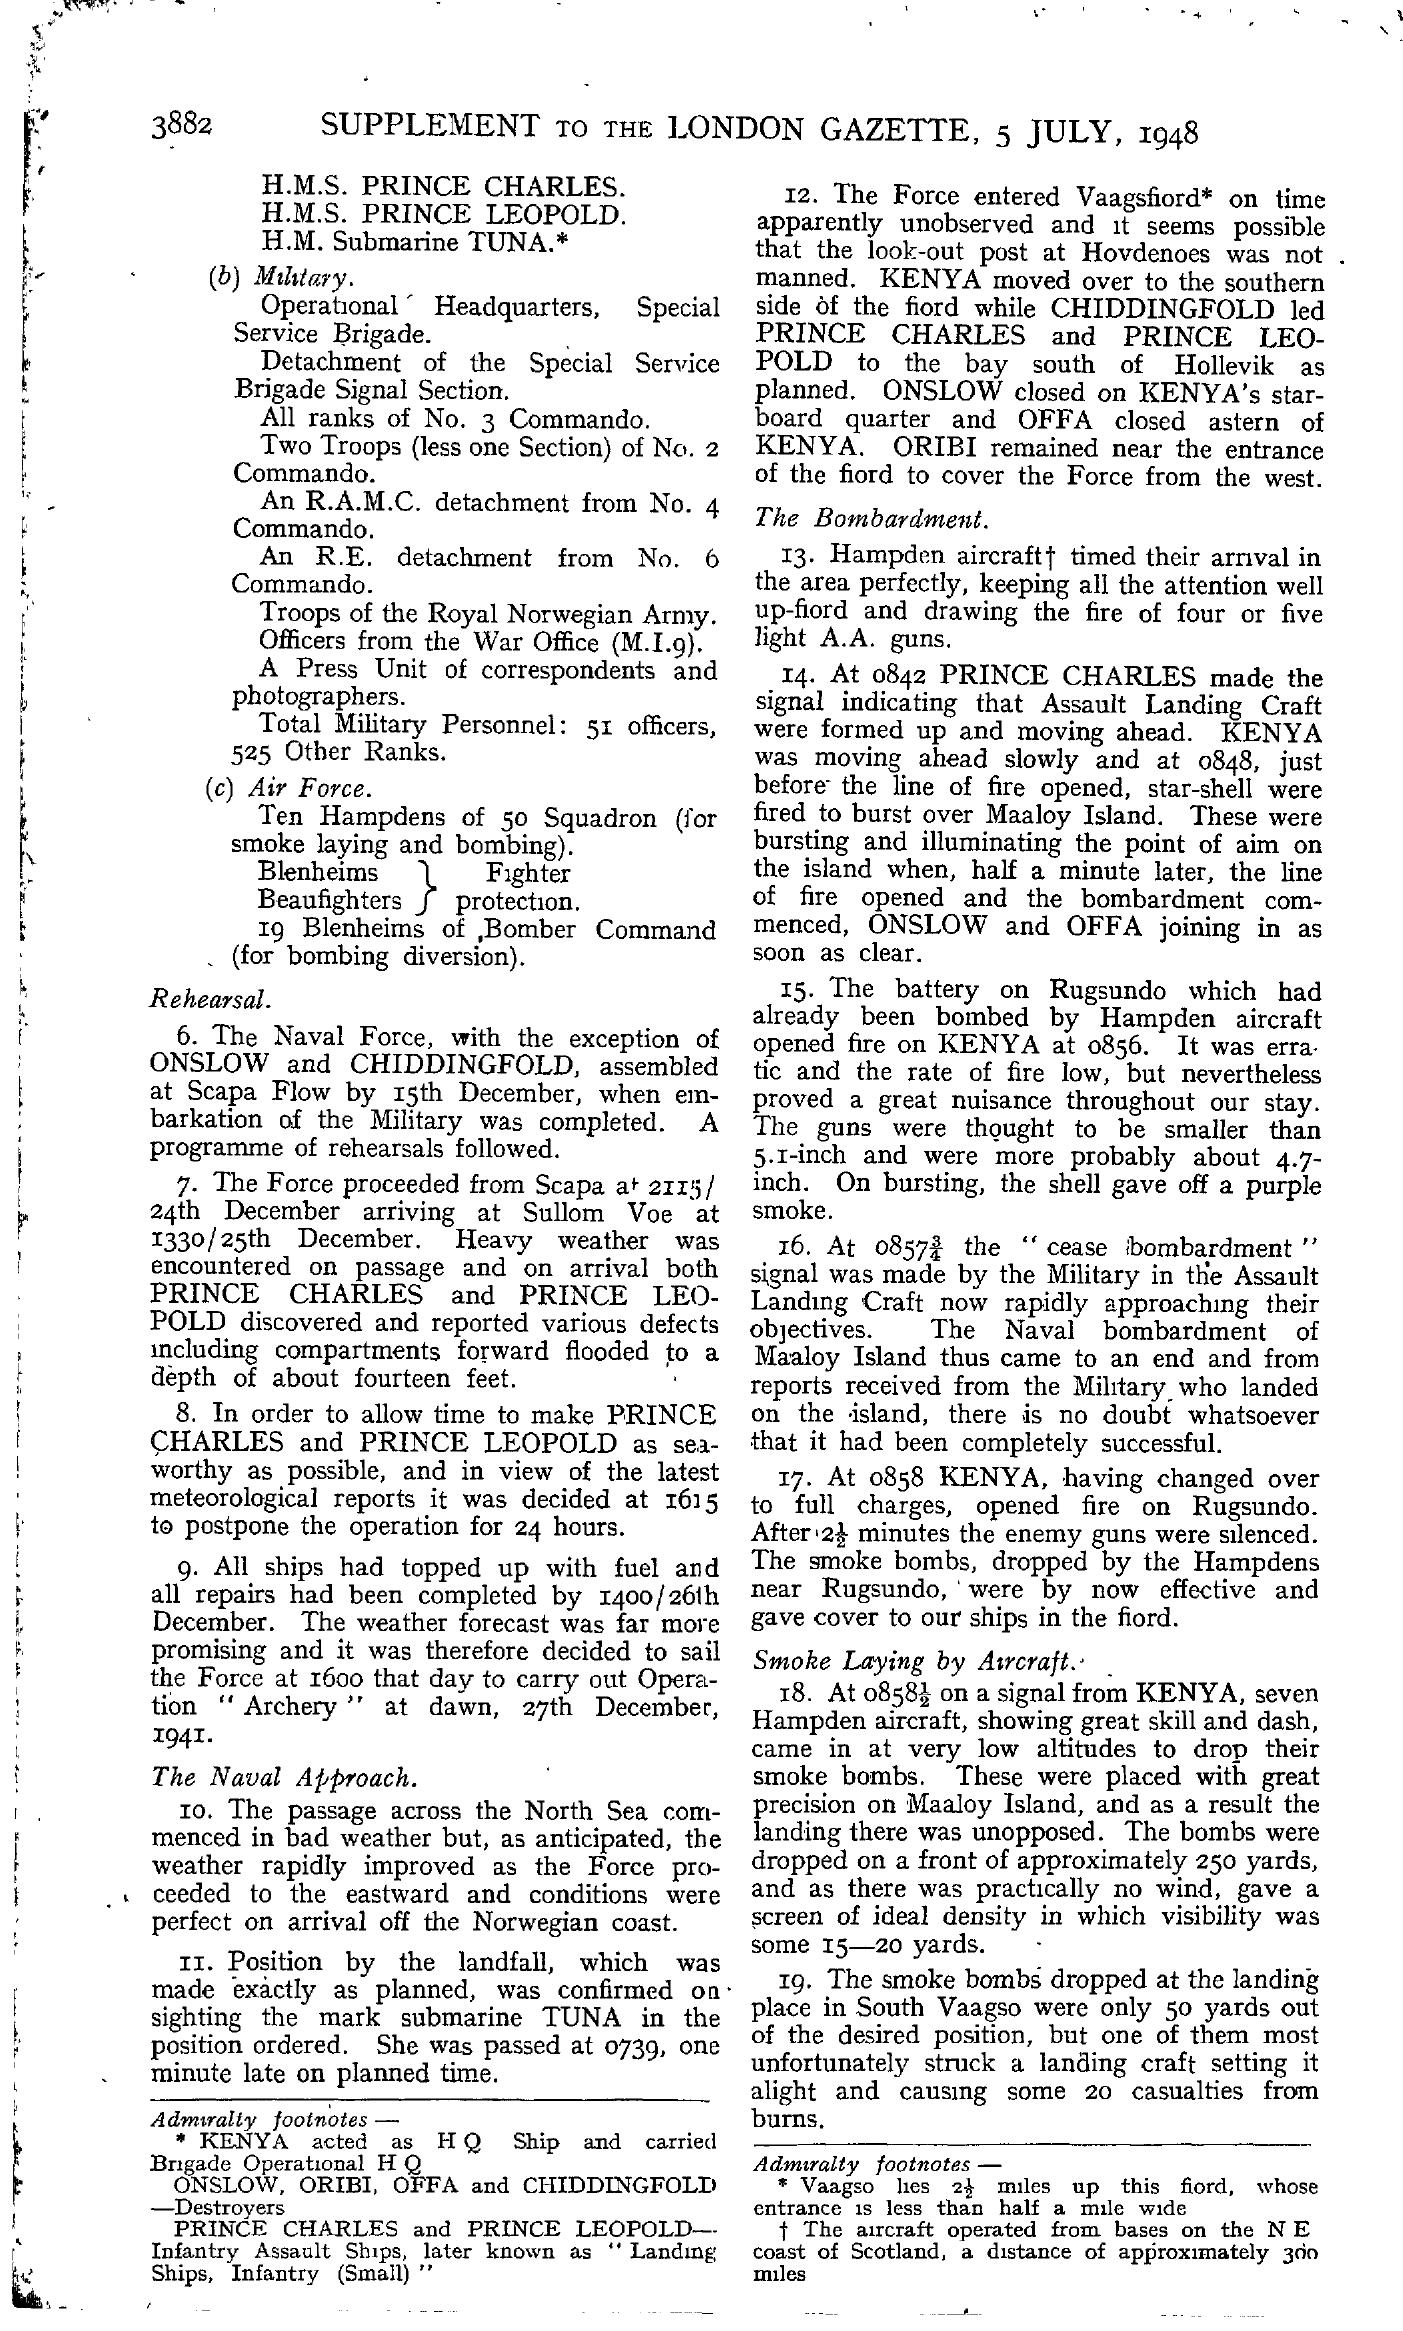 3882 SUPPLEMENT TO THE LONDON GAZETTE, 5 JULY, 1948
H.M.S. PRINCE CHARLES.
H.M.S. PRINCE LEOPOLD.
H.M. Submarine TUNA.*
(b) Military.
Operational Headquarters, Special
Service Brigade.
Detachment of the Special Service
Brigade Signal Section.
All ranks of No. 3 Commando.
Two Troops (less one Section) of No. 2
Commando.
An R.A.M.C. detachment from No. 4
Commando.
An R.E. detachment from No. 6
Commando.
Troops of the Royal Norwegian Army.
Officers from the War Office (M.I.9).
A Press Unit of correspondents and
photographers.
Total Military Personnel: 51 officers,
525 Other Ranks.
(c) Air Force.
Ten Hampdens of 50 Squadron (for
smoke laying and bombing).
Blenheims } Fighter
Beaufighters } protection.
19 Blenheims of Bomber Command
(for bombing diversion).
Rehearsal.
6. The Naval Force, with the exception of
ONSLOW and CHIDDINGFOLD, assembled
at Scapa Flow by 15th December, when em-
barkation of the Military was completed. A
programme of rehearsals followed.
7. The Force proceeded from Scapa at 2115/
24th December arriving at Sullom Voe at
1330/25th December. Heavy weather was
encountered on passage and on arrival both
PRINCE CHARLES and PRINCE LEO-
POLD discovered and reported various defects
including compartments forward flooded to a
depth of about fourteen feet.
8. In order to allow time to make PRINCE
CHARLES and PRINCE LEOPOLD as sea-
worthy as possible, and in view of the latest
meteorological reports it was decided at 1615
to postpone the operation for 24 hours.
9. All ships had topped up with fuel and
all repairs had been completed by 1400/26th
December. The weather forecast was far more
promising and it was therefore decided to sail
the Force at 1600 that day to carry out Opera-
tion " Archery " at dawn, 27th December,
1941.
The Naval Approach.
10. The passage across the North Sea com-
menced in bad weather but, as anticipated, the
weather rapidly improved as the Force pro-
ceeded to the eastward and conditions were
perfect on arrival off the Norwegian coast.
11. Position by the landfall, which was
made exactly as planned, was confirmed on
sighting the mark submarine TUNA in the
position ordered. She was passed at 0739, one
minute late on planned time.
Admiralty footnotes —
* KENYA acted as H Q Ship and carried
Brigade Operational H Q
ONSLOW, ORIBI, OFFA and CHIDDINGFOLD
—Destroyers
PRINCE CHARLES and PRINCE LEOPOLD—
Infantry Assault Ships, later known as " Landing
Ships, Infantry (Small) "
12. The Force entered Vaagsfiord* on time
apparently unobserved and it seems possible
that the look-out post at Hovdenoes was not
manned. KENYA moved over to the southern
side of the fiord while CHIDDINGFOLD led
PRINCE CHARLES and PRINCE LEO-
POLD to the bay south of Hollevik as
planned. ONSLOW closed on KENYA's star-
board quarter and OFFA closed astern of
KENYA. ORIBI remained near the entrance
of the fiord to cover the Force from the west.
The Bombardment.
13. Hampden aircraft† timed their arrival in
the area perfectly, keeping all the attention well
up-fiord and drawing the fire of four or five
light A.A. guns.
14. At 0842 PRINCE CHARLES made the
signal indicating that Assault Landing Craft
were formed up and moving ahead. KENYA
was moving ahead slowly and at 0848, just
before the line of fire opened, star-shell were
fired to burst over Maaloy Island. These were
bursting and illuminating the point of aim on
the island when, half a minute later, the line
of fire opened and the bombardment com-
menced, ONSLOW and OFFA joining in as
soon as clear.
15. The battery on Rugsundo which had
already been bombed by Hampden aircraft
opened fire on KENYA at 0856. It was erra-
tic and the rate of fire low, but nevertheless
proved a great nuisance throughout our stay.
The guns were thought to be smaller than
5.1-inch and were more probably about 4.7-
inch. On bursting, the shell gave off a purple
smoke.
16. At 0857¾ the " cease bombardment "
signal was made by the Military in the Assault
Landing Craft now rapidly approaching their
objectives. The Naval bombardment of
Maaloy Island thus came to an end and from
reports received from the Military who landed
on the island, there is no doubt whatsoever
that it had been completely successful.
17. At 0858 KENYA, having changed over
to full charges, opened fire on Rugsundo.
After 2½ minutes the enemy guns were silenced.
The smoke bombs, dropped by the Hampdens
near Rugsundo, were by now effective and
gave cover to our ships in the fiord.
Smoke Laying by Aircraft.
18. At 0858½ on a signal from KENYA, seven
Hampden aircraft, showing great skill and dash,
came in at very low altitudes to drop their
smoke bombs. These were placed with great
precision on Maaloy Island, and as a result the
landing there was unopposed. The bombs were
dropped on a front of approximately 250 yards,
and as there was practically no wind, gave a
screen of ideal density in which visibility was
some 15—20 yards.
19. The smoke bombs dropped at the landing
place in South Vaagso were only 50 yards out
of the desired position, but one of them most
unfortunately struck a landing craft setting it
alight and causing some 20 casualties from
burns.
Admiralty footnotes —
* Vaagso lies 2½ miles up this fiord, whose
entrance is less than half a mile wide
† The aircraft operated from bases on the N E
coast of Scotland, a distance of approximately 300
miles